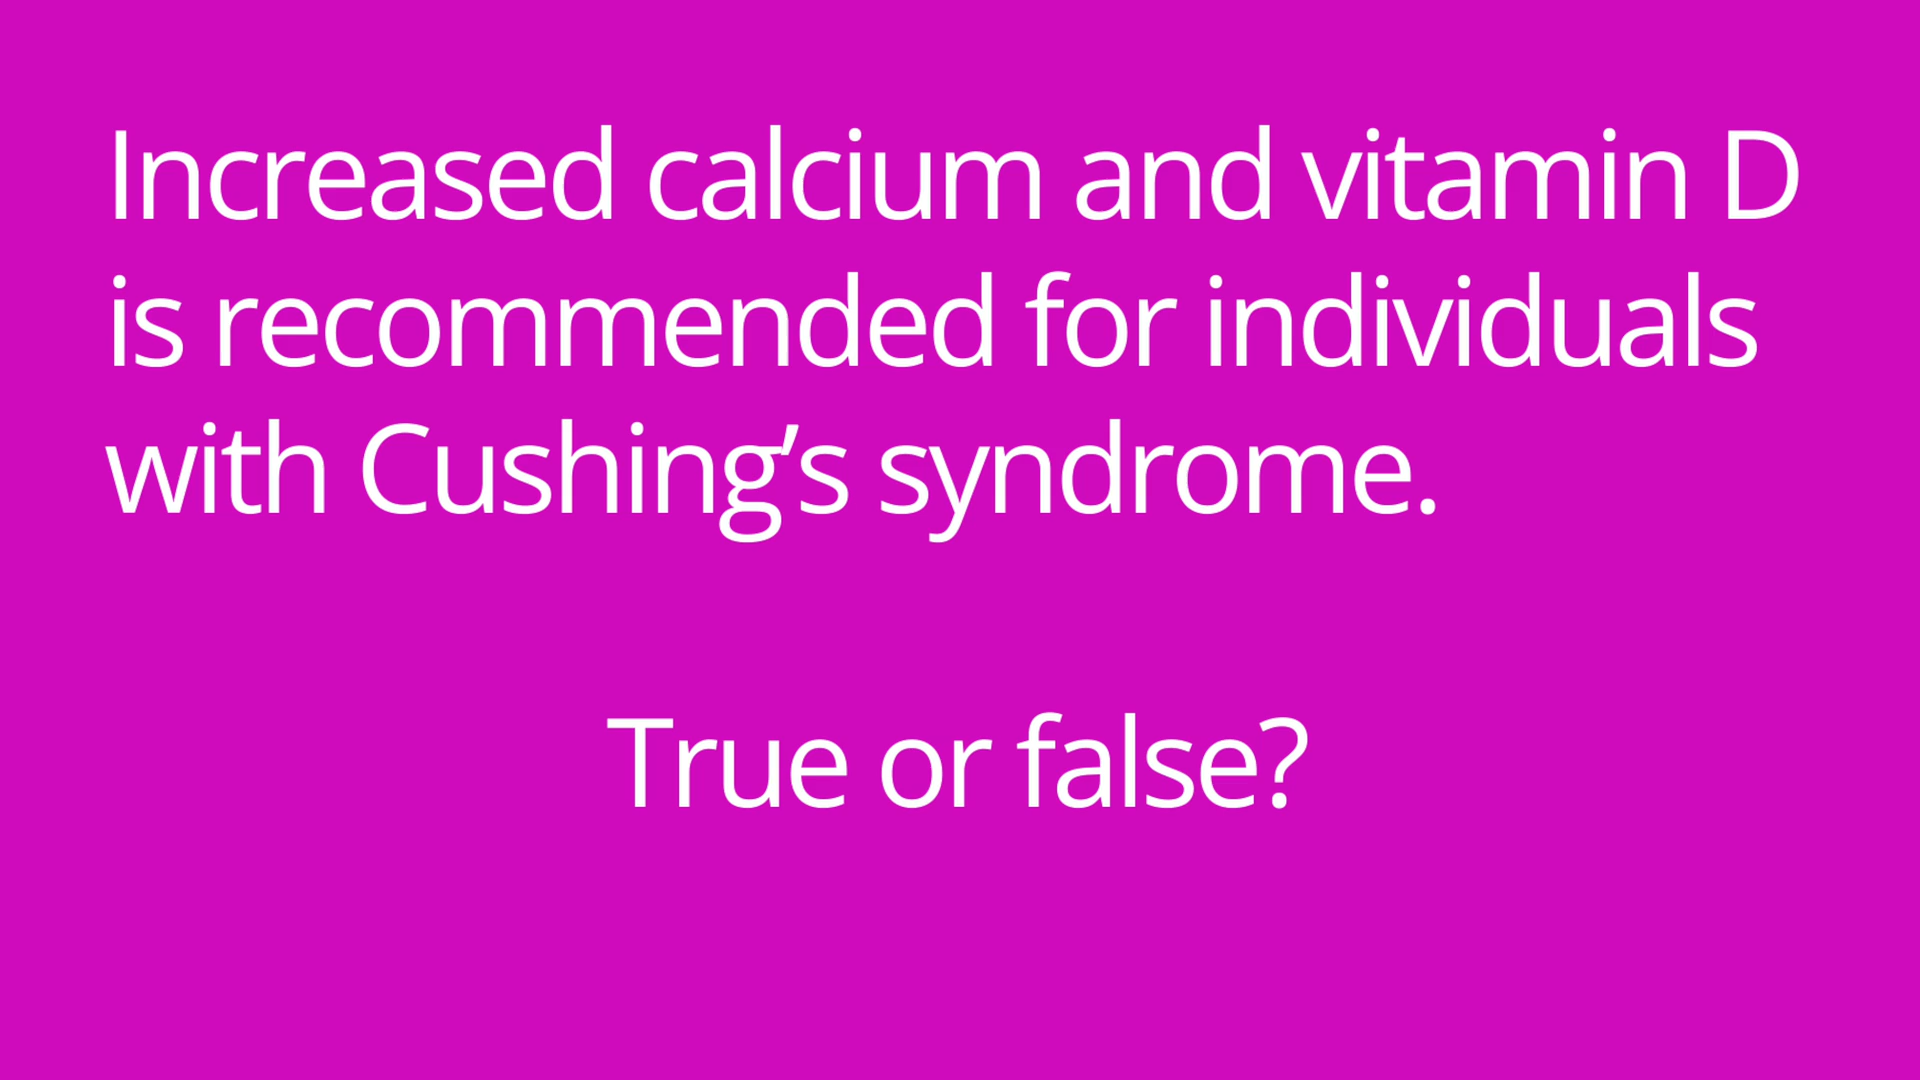 Increased calcium and vitamin D
is recommended for individuals
with Cushing’s syndrome.
True or false?